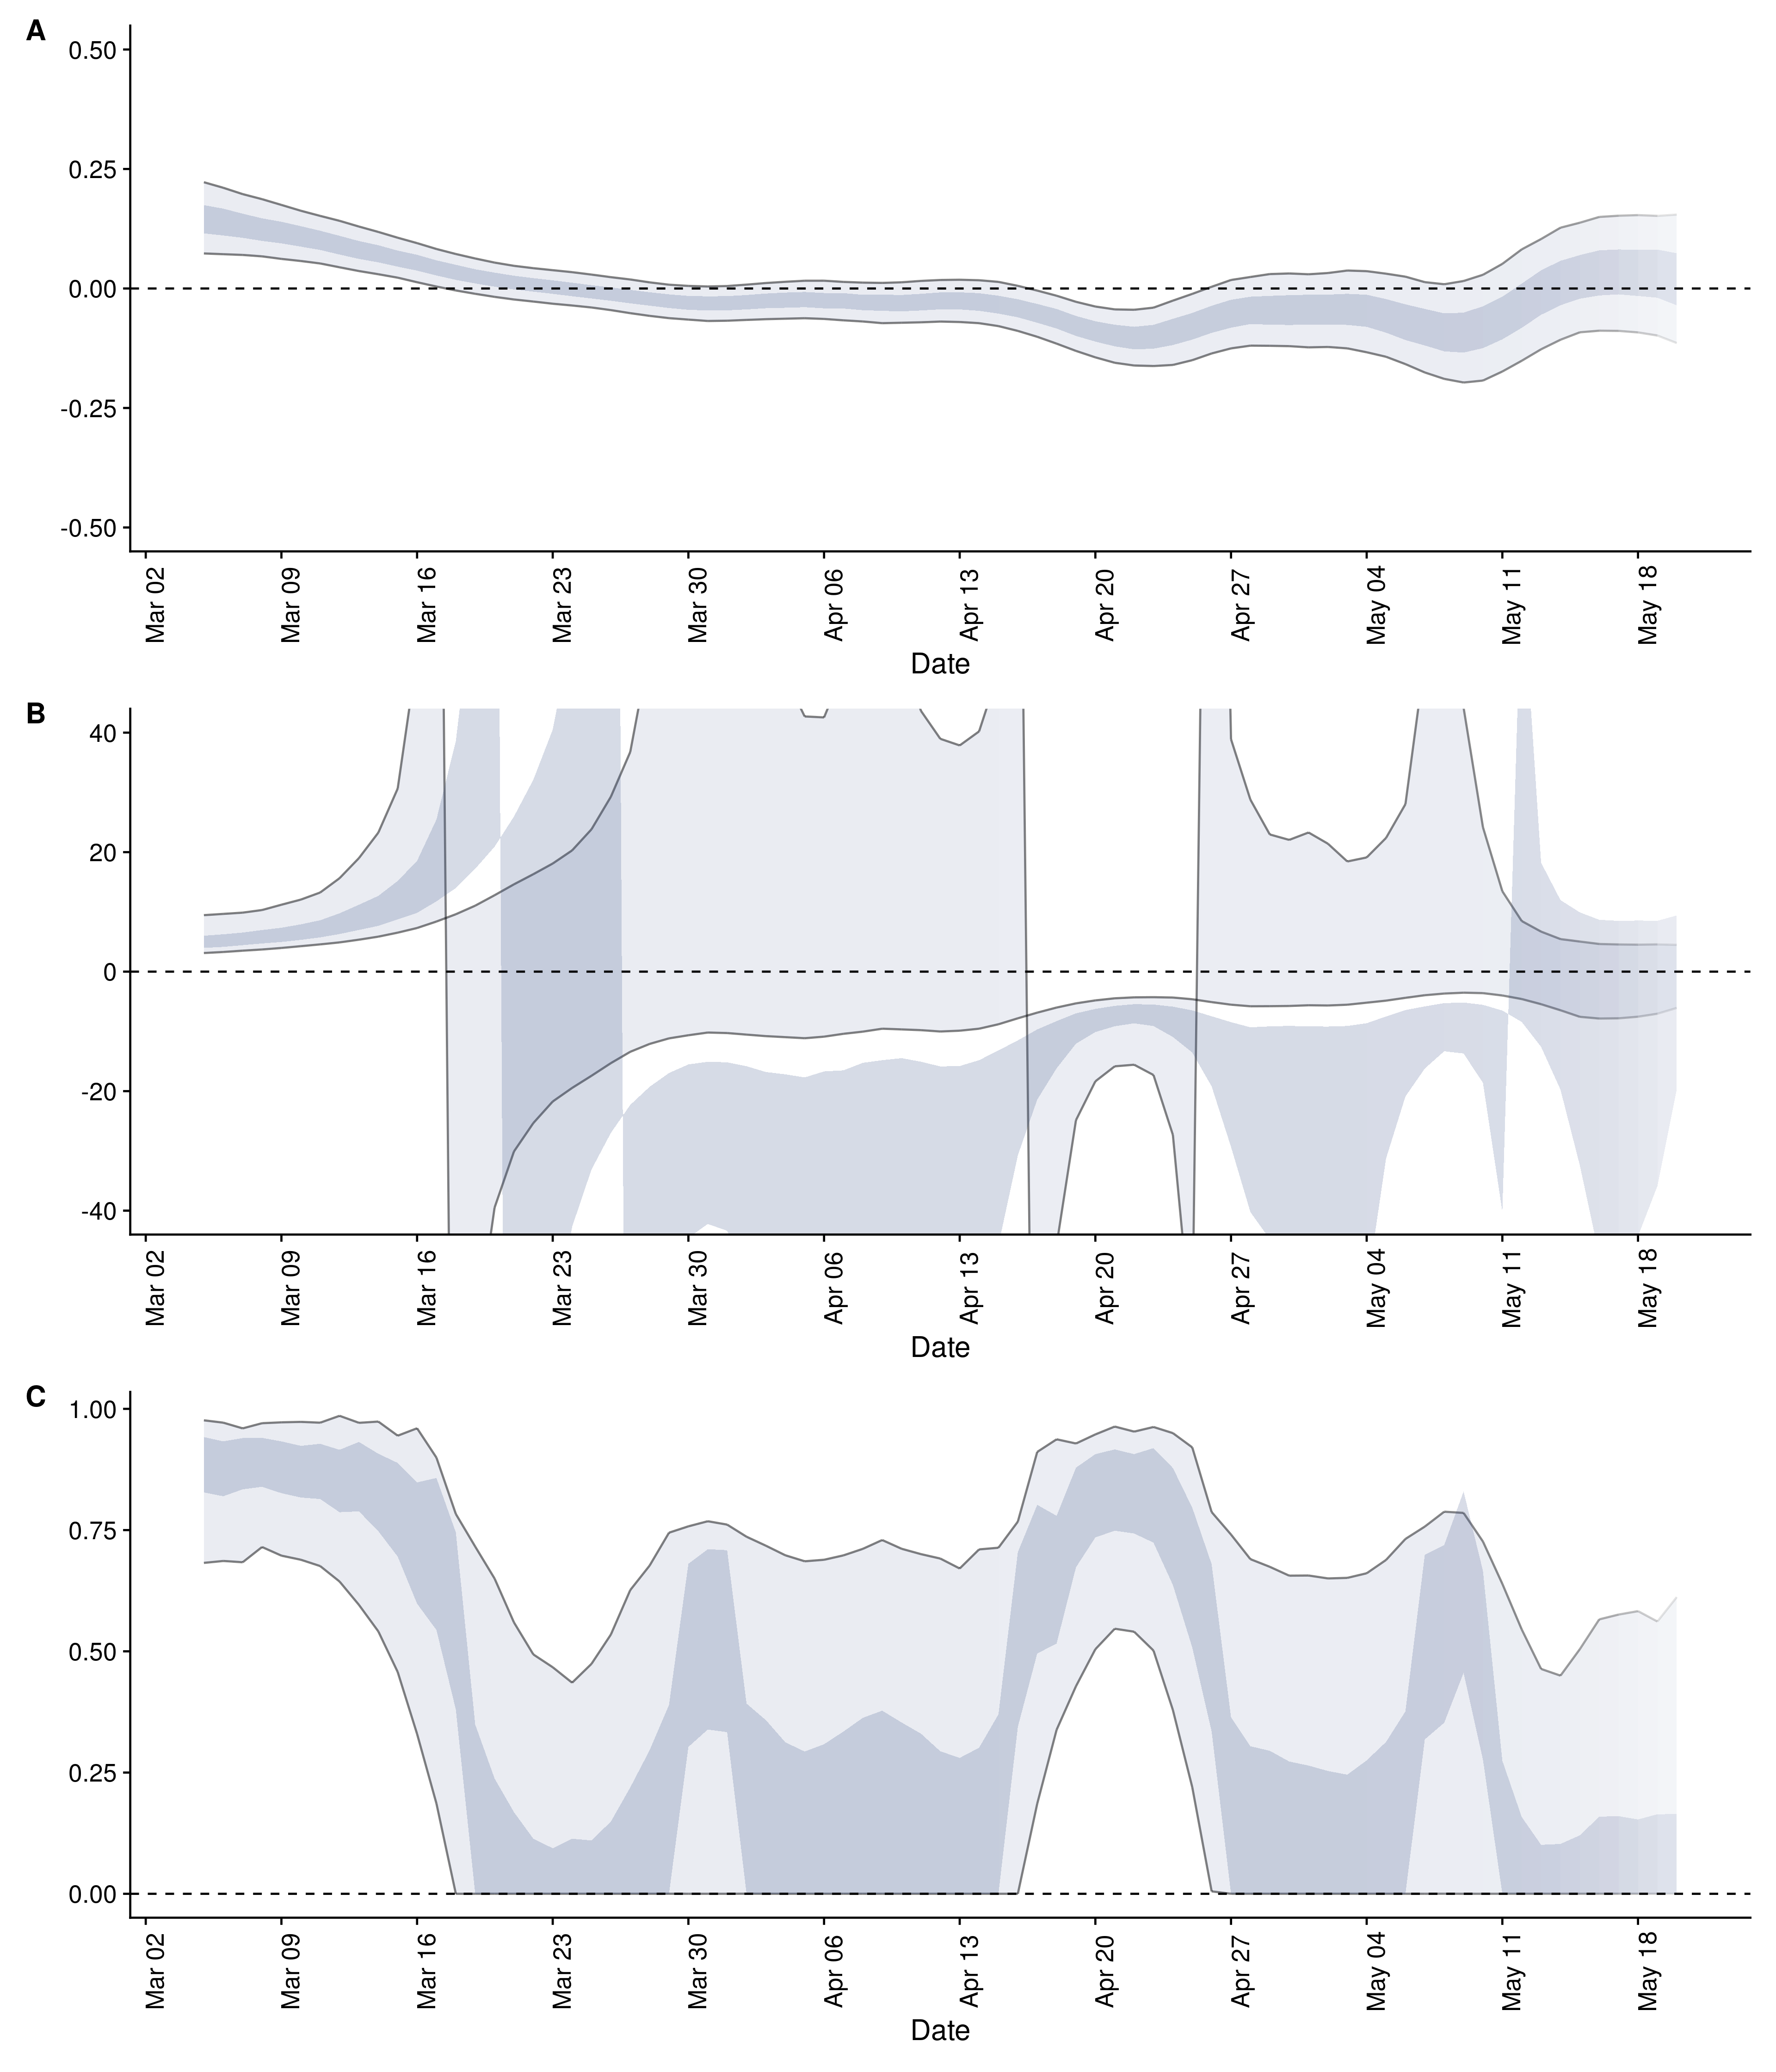 A
0.50
0.25
0.00
-0.25
-0.50
Mar 02
Mar 09
Mar 16
Mar 23
Mar 30
Apr 06
Apr 13
Apr 20
Apr 27
May 04
May 11
May 18
Date
B
40
20
0
-20
-40
Mar 02
Mar 09
Mar 16
Mar 23
Mar 30
Apr 06
Apr 13
Apr 20
Apr 27
May 04
May 11
May 18
Date
C
1.00
0.75
0.50
0.25
0.00
Mar 02
Mar 09
Mar 16
Mar 23
Mar 30
Apr 06
Apr 13
Apr 20
Apr 27
May 04
May 11
May 18
Date